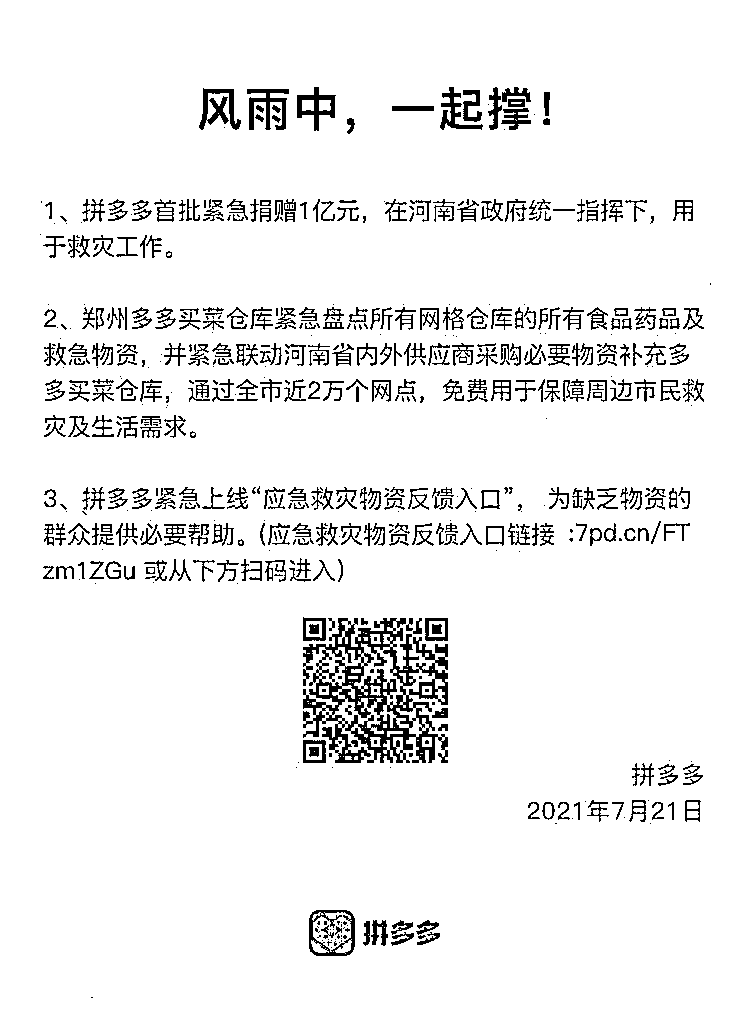 风雨中，一起撑！
1、拼多多首批紧急捐赠1亿元，在河南省政府统一指挥下，用
于救灾工作。
2、郑州多多买菜仓库紧急盘点所有网格仓库的所有食品药品及
救急物资，并紧急联动河南省内外供应商采购必要物资补充多
多买菜仓库，通过全市近2万个网点，免费用于保障周边市民救
灾及生活需求。
3、拼多多紧急上线“应急救灾物资反馈入口”， 为缺乏物资的
群众提供必要帮助。（应急救灾物资反馈入口链接 :7pd.cn/FT
zm1ZGu 或从下方扫码进入）
拼多多
2021年7月21日
拼多多